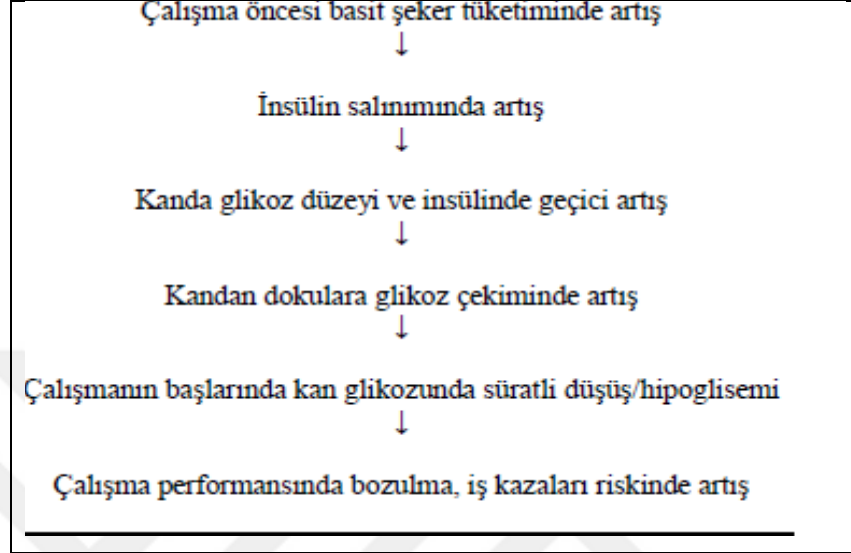 Çalışma öncesi basit şeker tüketiminde artış
↓
İnsülin salınımında artış
↓
Kanda glikoz düzeyi ve insülinde geçici artış
↓
Kandan dokulara glikoz çekiminde artış
↓
Çalışmanın başlarında kan glikozunda süratli düşüş/hipoglisemi
↓
Çalışma performansında bozulma, iş kazaları riskinde artış